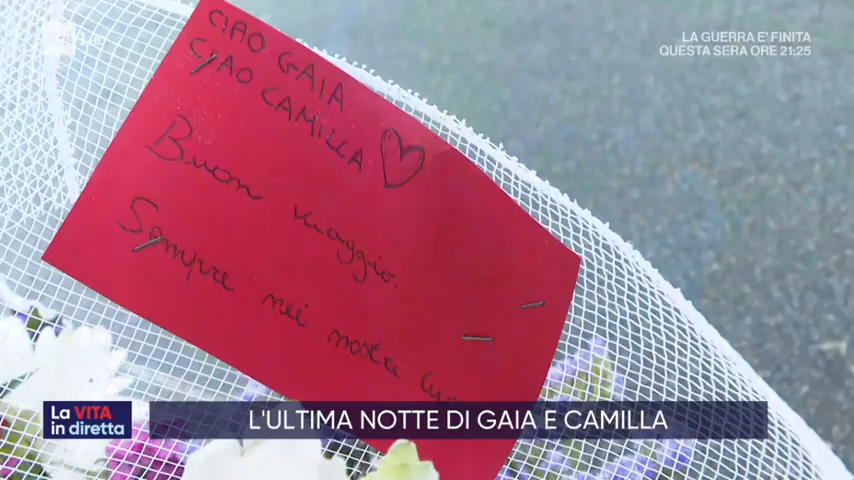 LA GUERRA E' FINITA
QUESTA SERA ORE 21:25
CIAO GAIA
CIAO CAMILLA
Buon viaggio.
Sempre nei nostri
La VITA
in diretta
L'ULTIMA NOTTE DI GAIA E CAMILLA